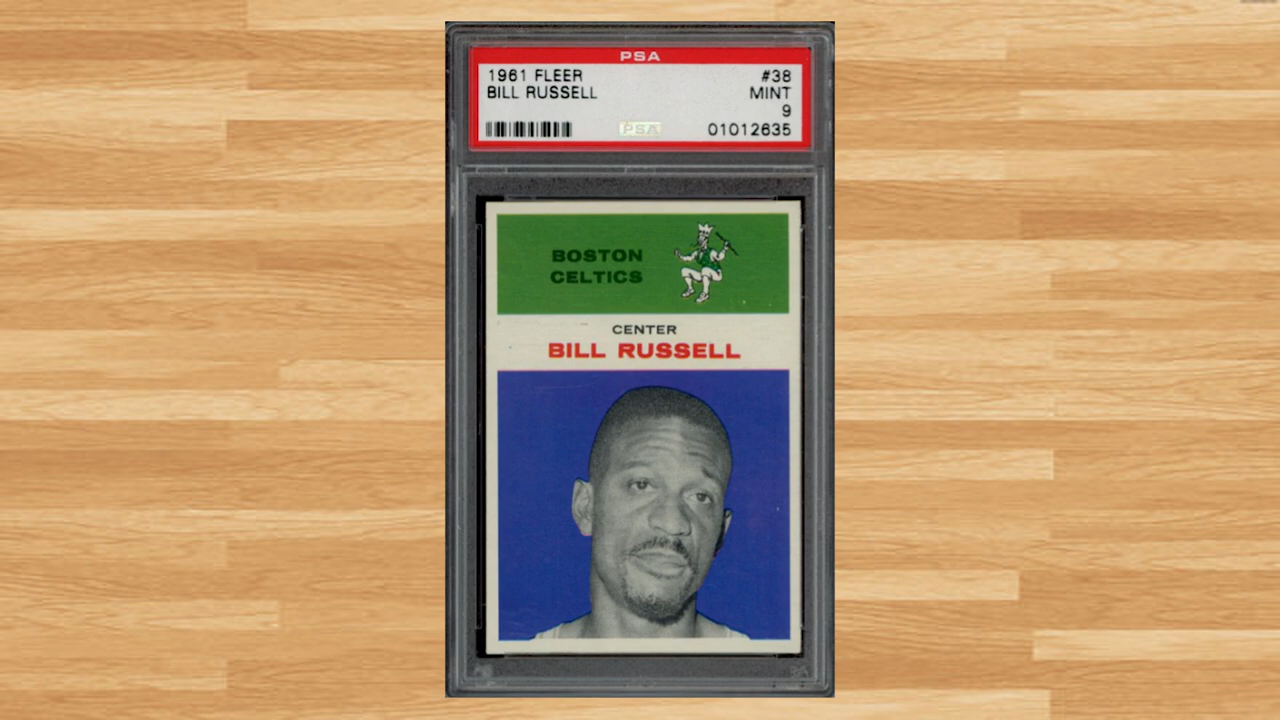 PSA
1961 FLEER #38
BILL RUSSELL MINT
9
PSA 01012635
BOSTON
CELTICS
CENTER
BILL RUSSELL